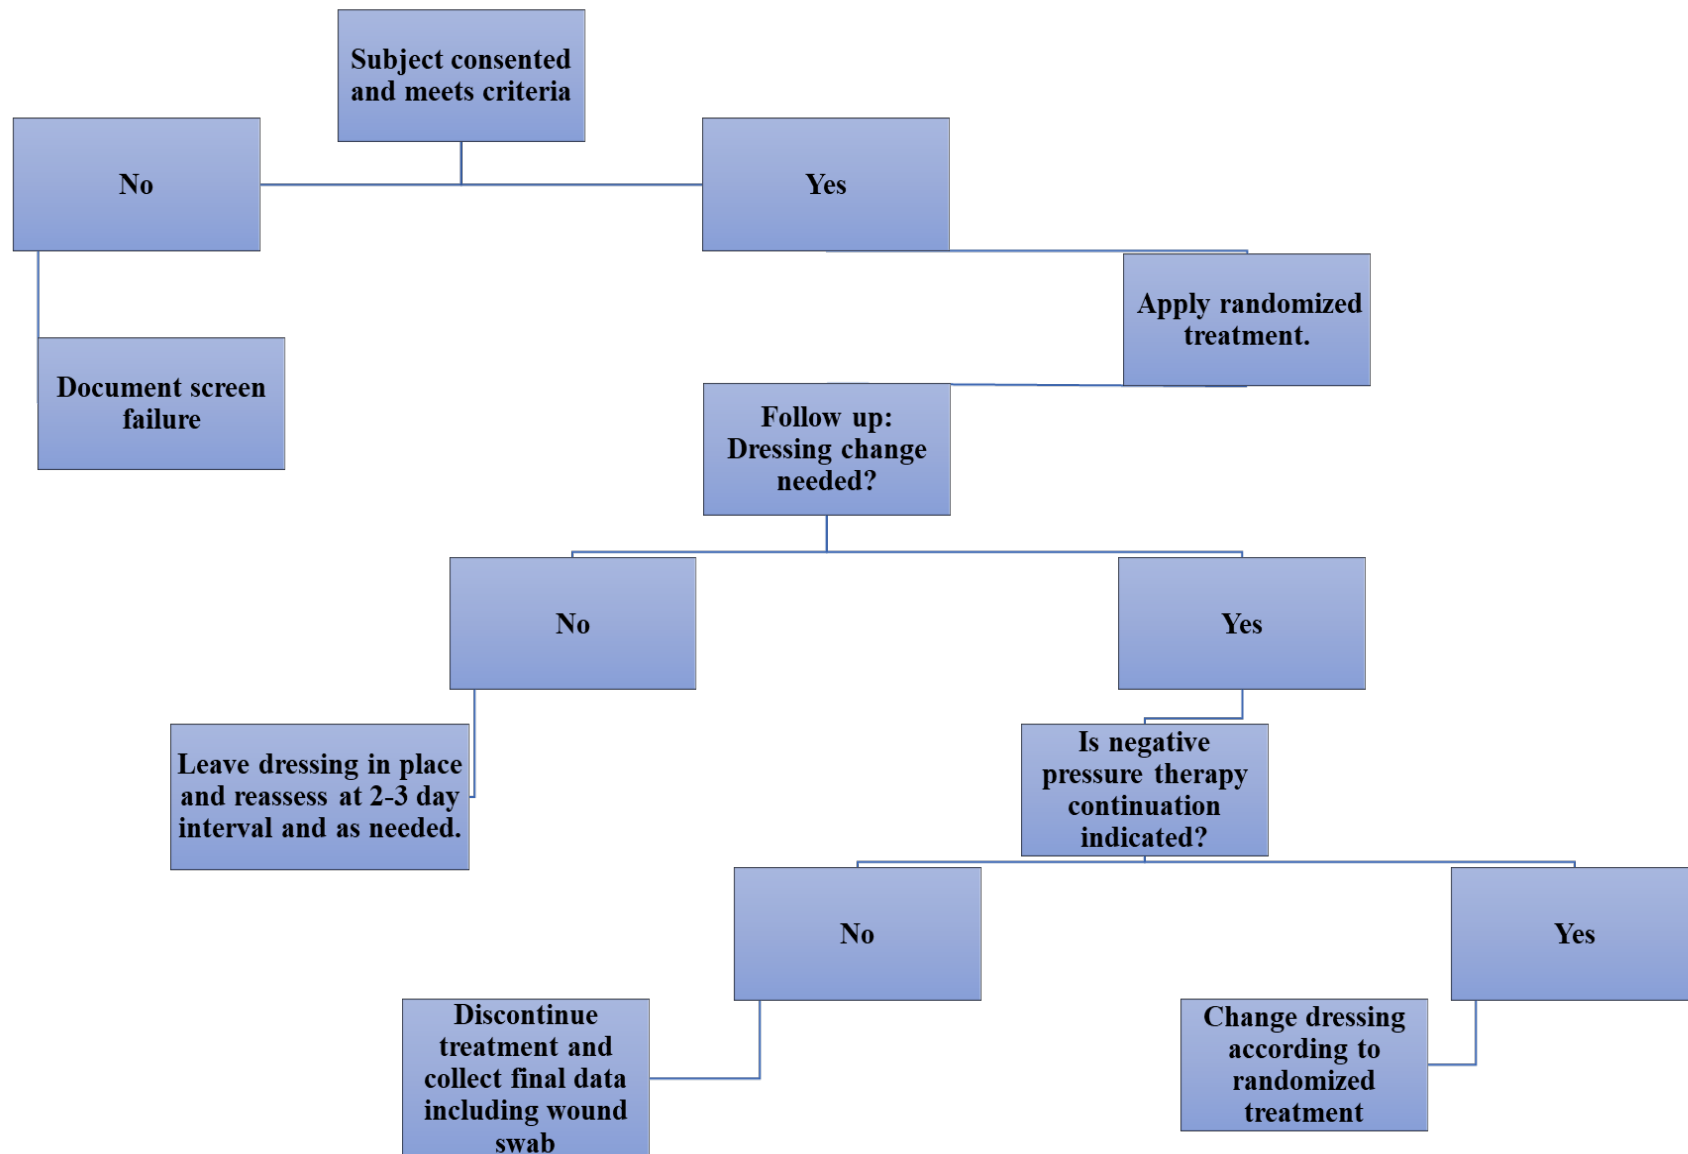 Subject consented
and meets criteria
No
Yes
Apply randomized
treatment.
Document screen
failure
Follow up:
Dressing change
needed?
No
Yes
Leave dressing in place
and reassess at 2-3 day
interval and as needed.
Is negative
pressure therapy
continuation
indicated?
No
Yes
Discontinue
treatment and
collect final data
including wound
swab
Change dressing
according to
randomized
treatment